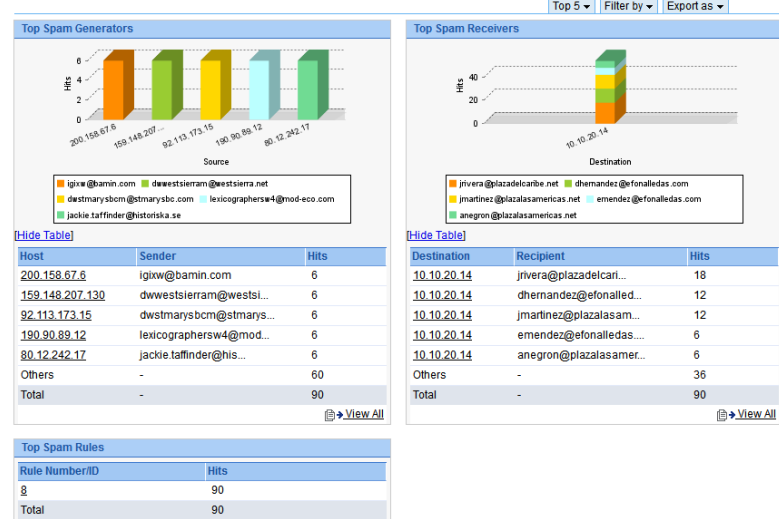 Top 5 Filter by Export as
Top Spam Generators
Hits
6
4
2
0
200.158.67.6 159.148.207... 92.113.173.15 190.90.89.12 80.12.242.17
Source
igixw@bamin.com dwwestsierram@westsierra.net
dwstmarysbcm@stmarysbc.com lexicographersw4@mod-eco.com
jackie.taffinder@historiska.se
[Hide Table]
Host Sender Hits
200.158.67.6 igixw@bamin.com 6
159.148.207.130 dwwestsierram@westsi... 6
92.113.173.15 dwstmarysbcm@stmarys... 6
190.90.89.12 lexicographersw4@mod... 6
80.12.242.17 jackie.taffinder@his... 6
Others - 60
Total - 90
View All
Top Spam Receivers
Hits
40
20
0
10.10.20.14
Destination
jrivera@plazadelcaribe.net dhernandez@efonalledas.com
jmartinez@plazalasamericas.net emendez@efonalledas.com
anegron@plazalasamericas.net
[Hide Table]
Destination Recipient Hits
10.10.20.14 jrivera@plazadelcari... 18
10.10.20.14 dhernandez@efonalled... 12
10.10.20.14 jmartinez@plazalasam... 12
10.10.20.14 emendez@efonalledas.... 6
10.10.20.14 anegron@plazalasamer... 6
Others - 36
Total - 90
View All
Top Spam Rules
Rule Number/ID Hits
8 90
Total 90